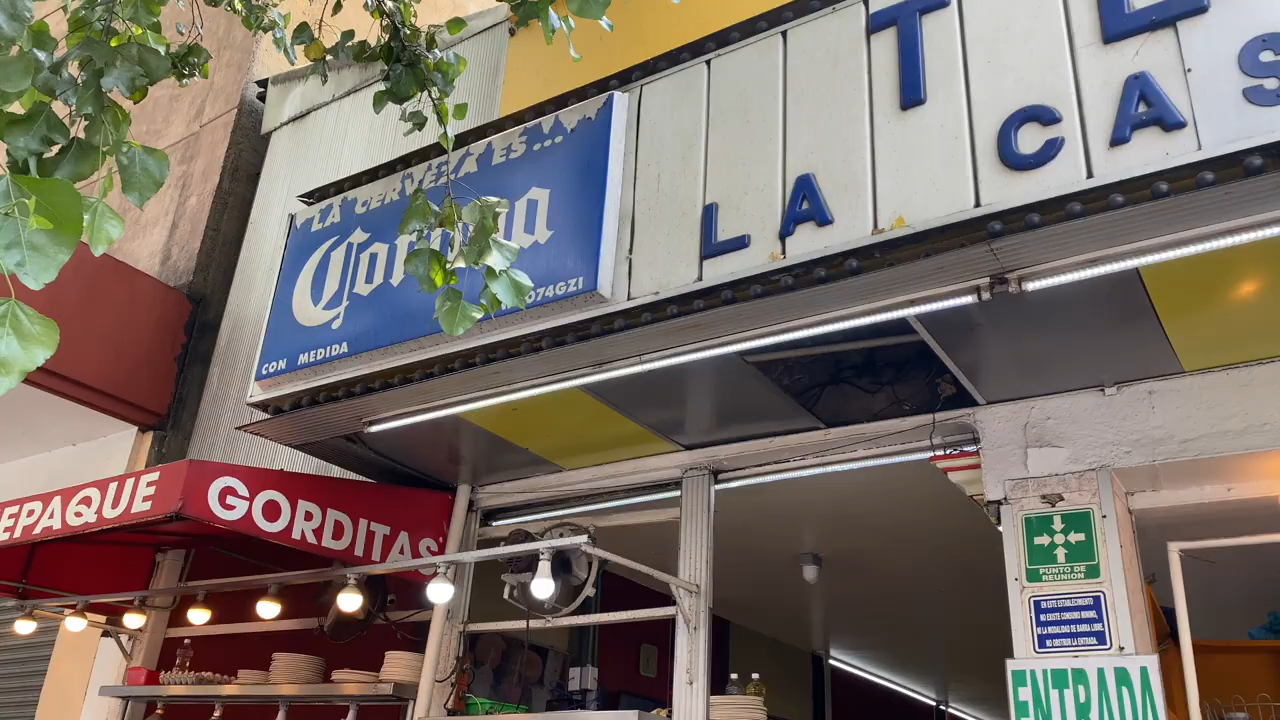 LA CERVEZA ES...
Corona
074GZI
CON MEDIDA
T L
LA CAS
EPAQUE
GORDITAS
PUNTO DE
REUNION
EN ESTE ESTABLECIMIENTO
NO EXISTE CONSUMO MINIMO,
NI LA MODALIDAD DE BARRA LIBRE.
NO OBSTRUIR LA ENTRADA.
ENTRADA